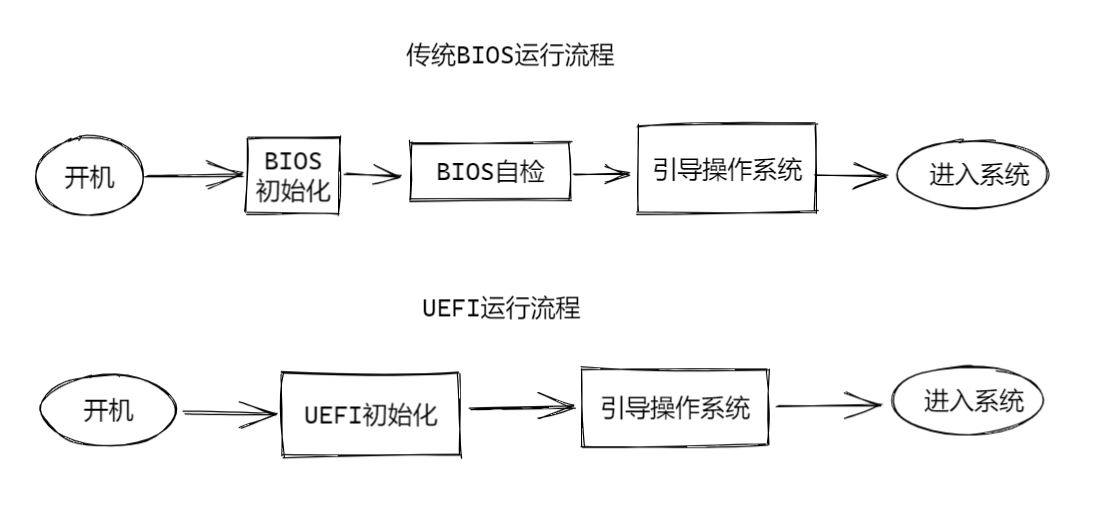 传统BIOS运行流程
开机
BIOS
初始化
BIOS自检
引导操作系统
进入系统
UEFI运行流程
开机
UEFI初始化
引导操作系统
进入系统